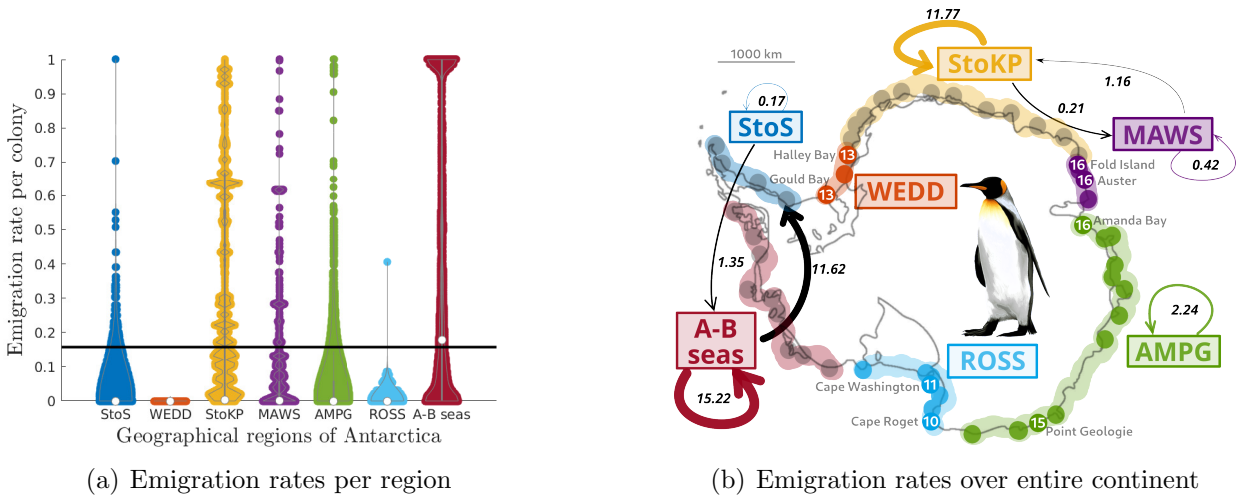 1
0.9
0.8
0.7
0.6
0.5
0.4
0.3
0.2
0.1
0
Emigration rate per colony
StoS WEDD StoKP MAWS AMPG ROSS A-B seas
Geographical regions of Antarctica
(a) Emigration rates per region
11.77
1000 km
StoKP
1.16
0.17
StoS
0.21
MAWS
Halley Bay
13
16
Fold Island
0.42
Gould Bay
13
WEDD
16
Auster
16
Amanda Bay
1.35
11.62
A-B
seas
2.24
AMPG
ROSS
Cape Washington
11
15.22
Cape Roget
10
15
Point Geologie
(b) Emigration rates over entire continent